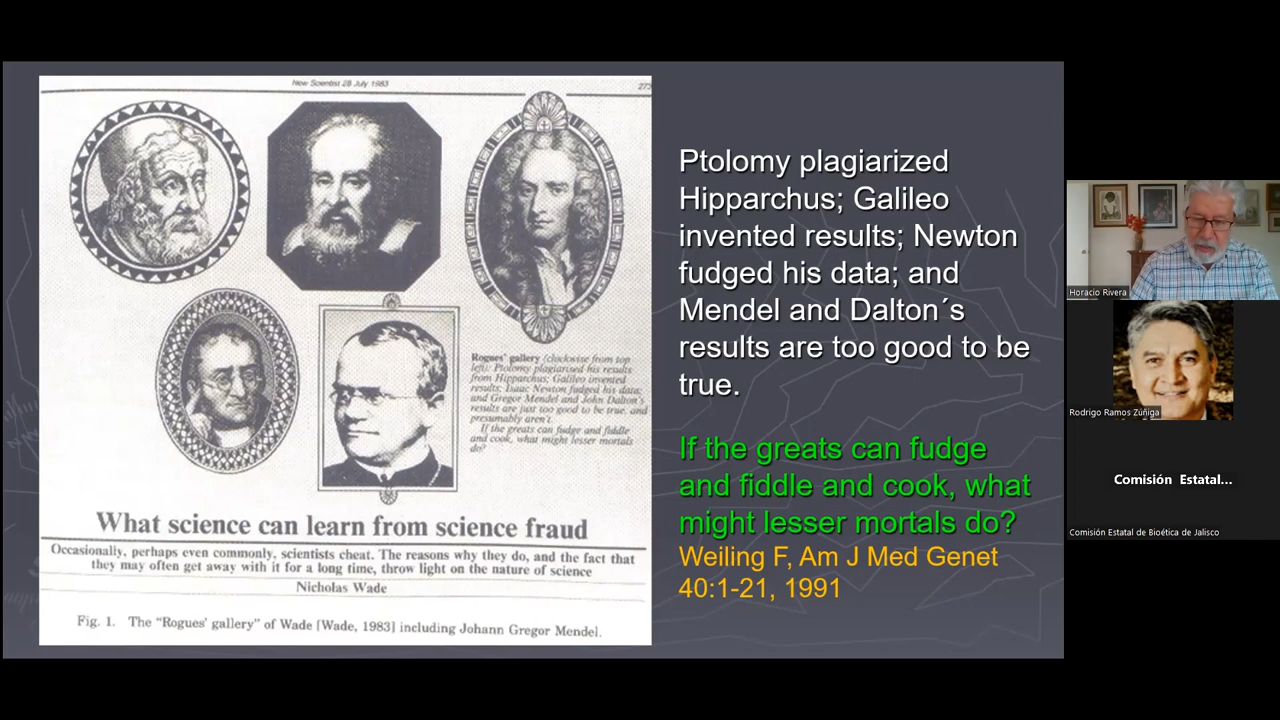 New Scientist 28 July 1983
273
Rogues' gallery (clockwise from top
left): Ptolomy plagiarised his results
from Hipparchus; Galileo invented
results; Isaac Newton fudged his data;
and Gregor Mendel and John Dalton's
results are just too good to be true, and
presumably aren't.
If the greats can fudge and fiddle
and cook, what might lesser mortals
do?
What science can learn from science fraud
Occasionally, perhaps even commonly, scientists cheat. The reasons why they do, and the fact that
they may often get away with it for a long time, throw light on the nature of science
Nicholas Wade
Fig. 1. The "Rogues' gallery" of Wade [Wade, 1983] including Johann Gregor Mendel.
Ptolomy plagiarized
Hipparchus; Galileo
invented results; Newton
fudged his data; and
Mendel and Dalton´s
results are too good to be
true.
If the greats can fudge
and fiddle and cook, what
might lesser mortals do?
Weiling F, Am J Med Genet
40:1-21, 1991
Horacio Rivera
Rodrigo Ramos Zúñiga
Comisión Estatal...
Comisión Estatal de Bioética de Jalisco